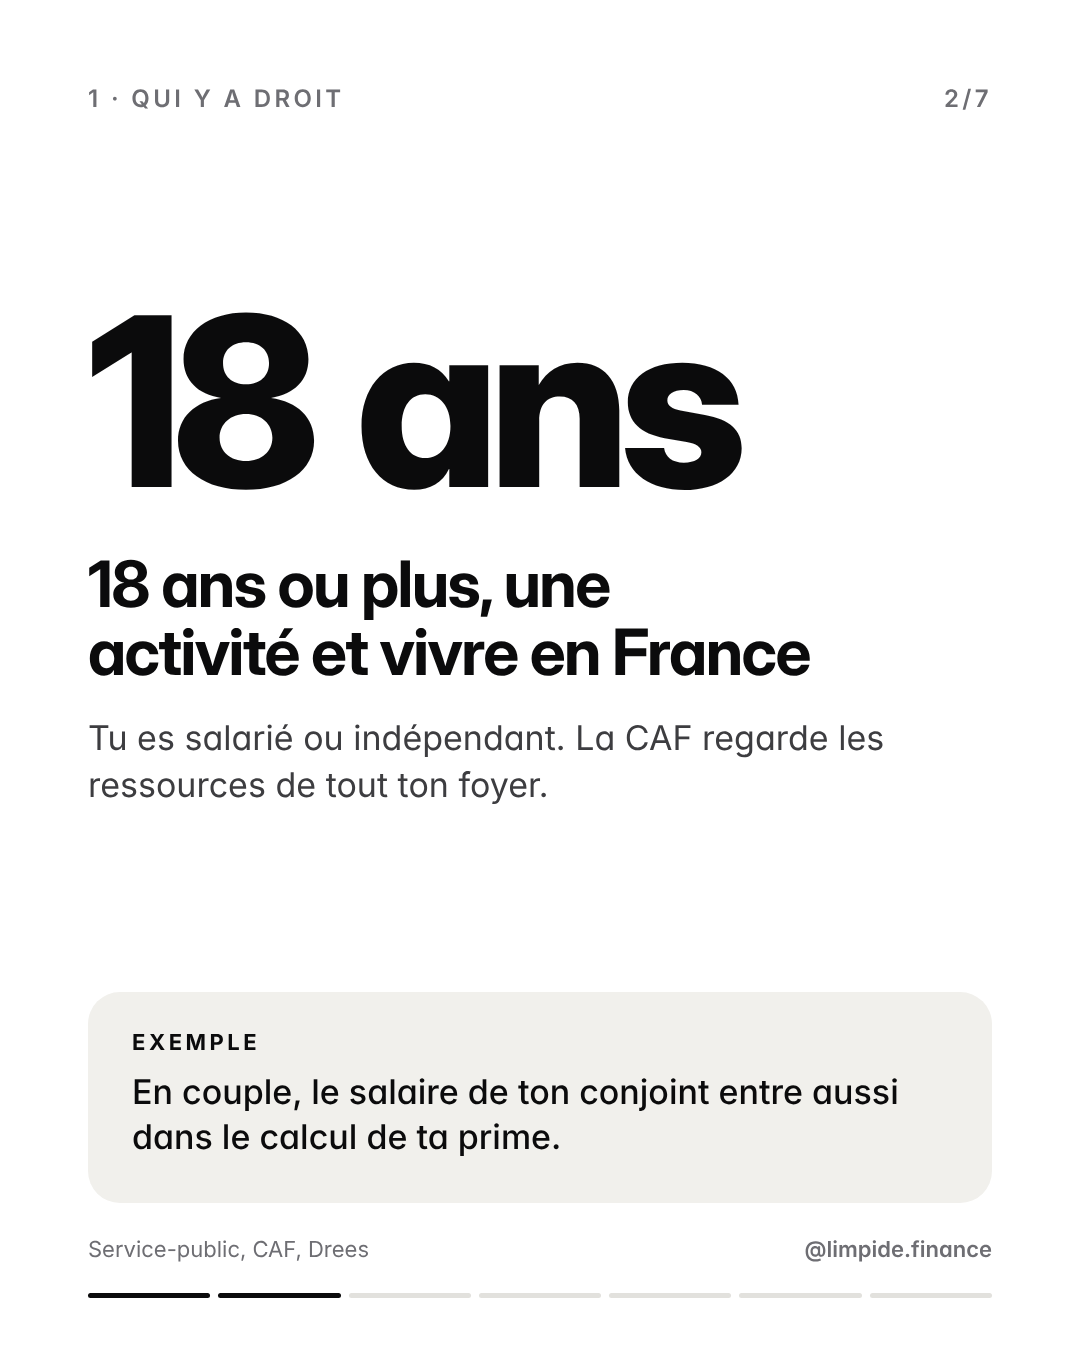 1 · QUI Y A DROIT
2/7
18 ans
18 ans ou plus, une
activité et vivre en France
Tu es salarié ou indépendant. La CAF regarde les
ressources de tout ton foyer.
EXEMPLE
En couple, le salaire de ton conjoint entre aussi
dans le calcul de ta prime.
Service-public, CAF, Drees
@limpide.finance